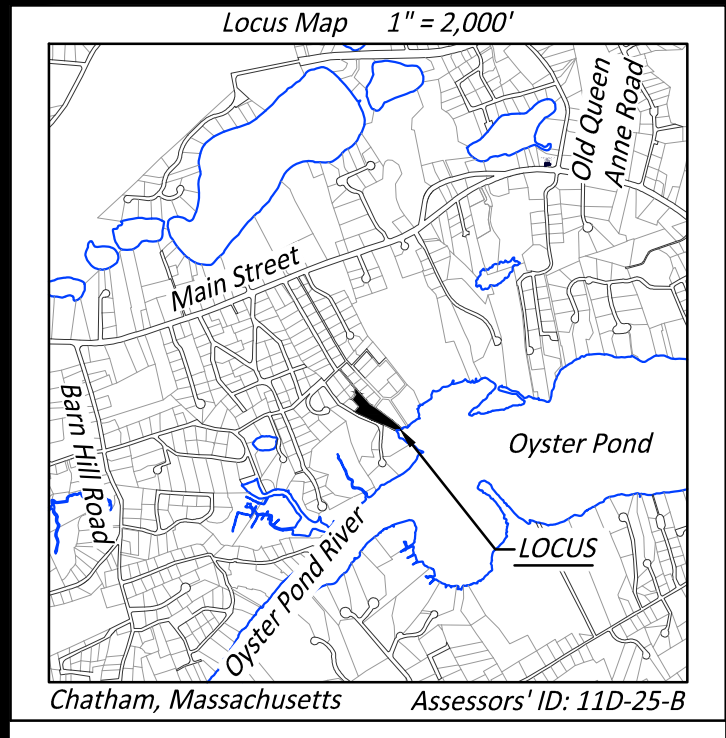 Locus Map 1" = 2,000'
Old Queen
Anne Road
Main Street
Barn Hill Road
Oyster Pond
LOCUS
Oyster Pond River
Chatham, Massachusetts Assessors' ID: 11D-25-B